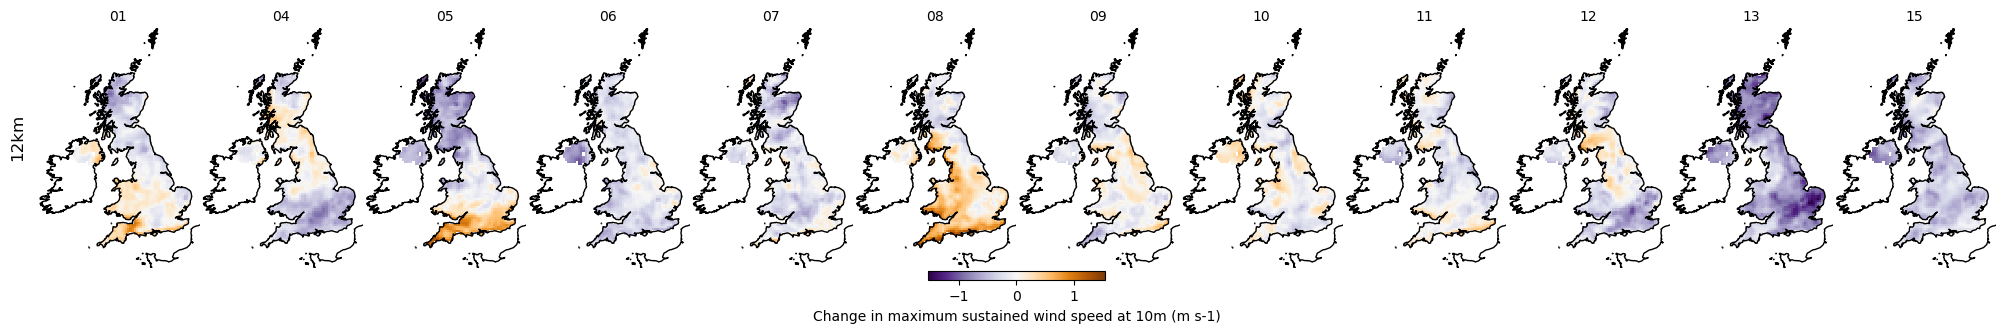 01 04 05 06 07 08 09 10 11 12 13 15
12km
−1 0 1
Change in maximum sustained wind speed at 10m (m s-1)